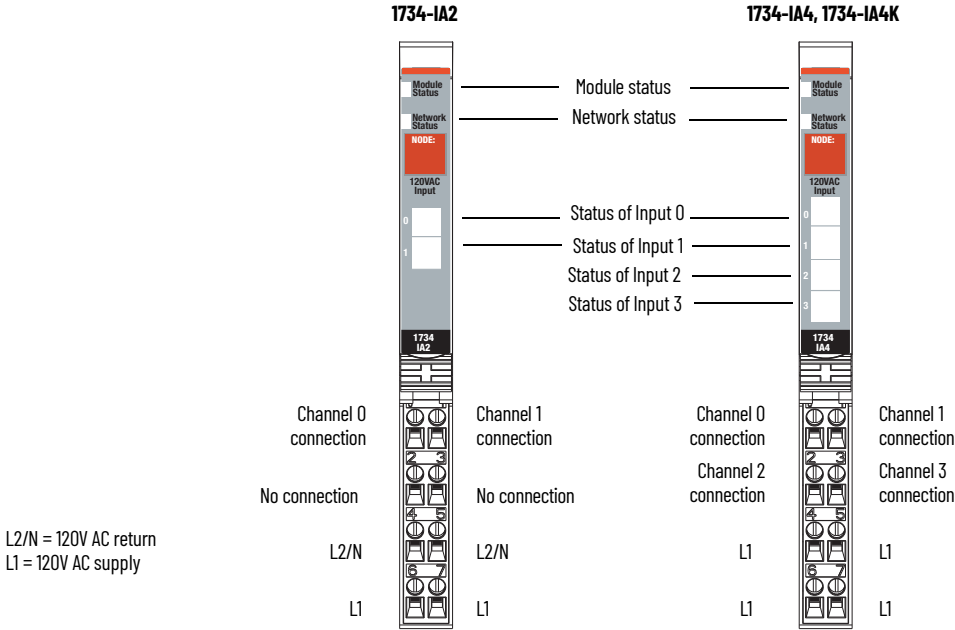 1734-IA2
1734-IA4, 1734-IA4K
Module
Status
Network
Status
NODE:
120VAC
Input
0
1
1734
IA2
Module status
Network status
Status of Input 0
Status of Input 1
Status of Input 2
Status of Input 3
Module
Status
Network
Status
NODE:
120VAC
Input
0
1
2
3
1734
IA4
Channel 0
connection
Channel 1
connection
2 3
No connection
No connection
4 5
L2/N
L2/N
6 7
L1
L1
Channel 0
connection
Channel 1
connection
2 3
Channel 2
connection
Channel 3
connection
4 5
L1
L1
6 7
L1
L1
L2/N = 120V AC return
L1 = 120V AC supply